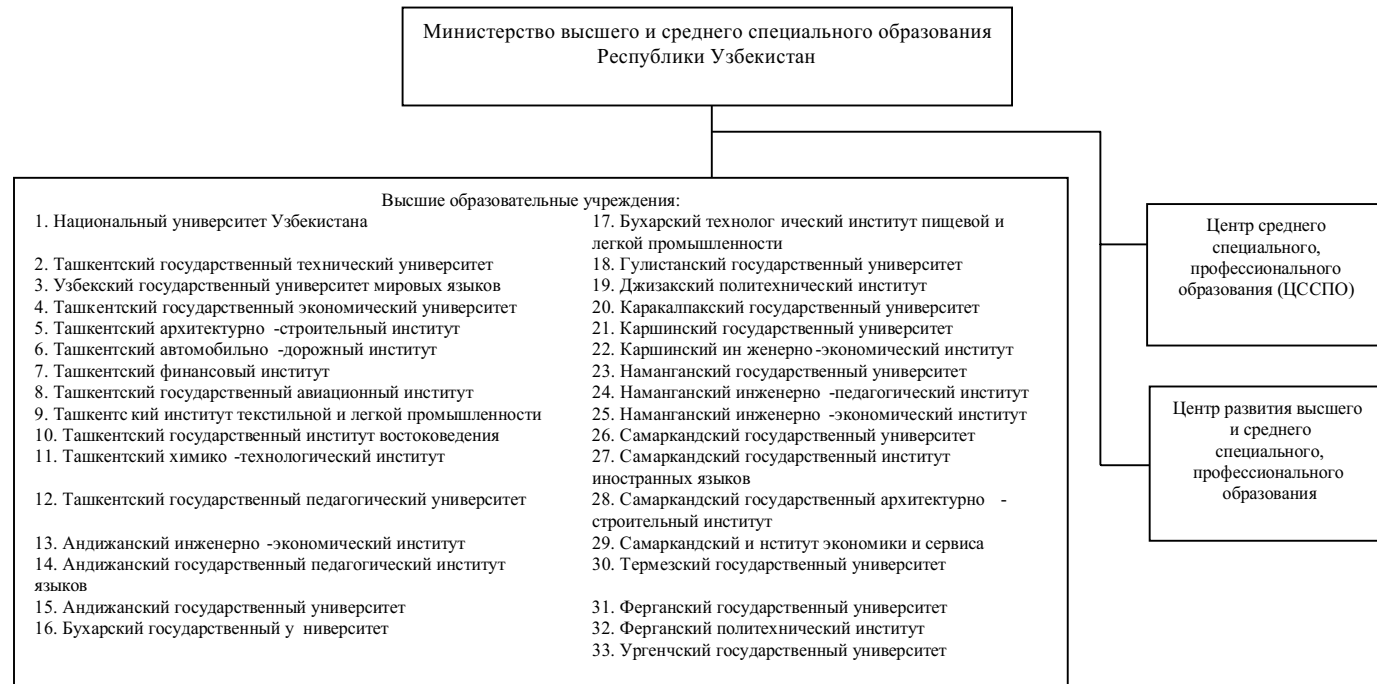 Министерство высшего и среднего специального образования
Республики Узбекистан
Высшие образовательные учреждения:
1. Национальный университет Узбекистана
2. Ташкентский государственный технический университет
3. Узбекский государственный университет мировых языков
4. Ташкентский государственный экономический университет
5. Ташкентский архитектурно -строительный институт
6. Ташкентский автомобильно -дорожный институт
7. Ташкентский финансовый институт
8. Ташкентский государственный авиационный институт
9. Ташкентс кий институт текстильной и легкой промышленности
10. Ташкентский государственный институт востоковедения
11. Ташкентский химико -технологический институт
12. Ташкентский государственный педагогический университет
13. Андижанский инженерно -экономический институт
14. Андижанский государственный педагогический институт
языков
15. Андижанский государственный университет
16. Бухарский государственный у ниверситет
17. Бухарский технолог ический институт пищевой и
легкой промышленности
18. Гулистанский государственный университет
19. Джизакский политехнический институт
20. Каракалпакский государственный университет
21. Каршинский государственный университет
22. Каршинский ин женерно -экономический институт
23. Наманганский государственный университет
24. Наманганский инженерно -педагогический институт
25. Наманганский инженерно -экономический институт
26. Самаркандский государственный университет
27. Самаркандский государственный институт
иностранных языков
28. Самаркандский государственный архитектурно -
строительный институт
29. Самаркандский и нститут экономики и сервиса
30. Термезский государственный университет
31. Ферганский государственный университет
32. Ферганский политехнический институт
33. Ургенчский государственный университет
Центр среднего
специального,
профессионального
образования (ЦССПО)
Центр развития высшего
и среднего
специального,
профессионального
образования